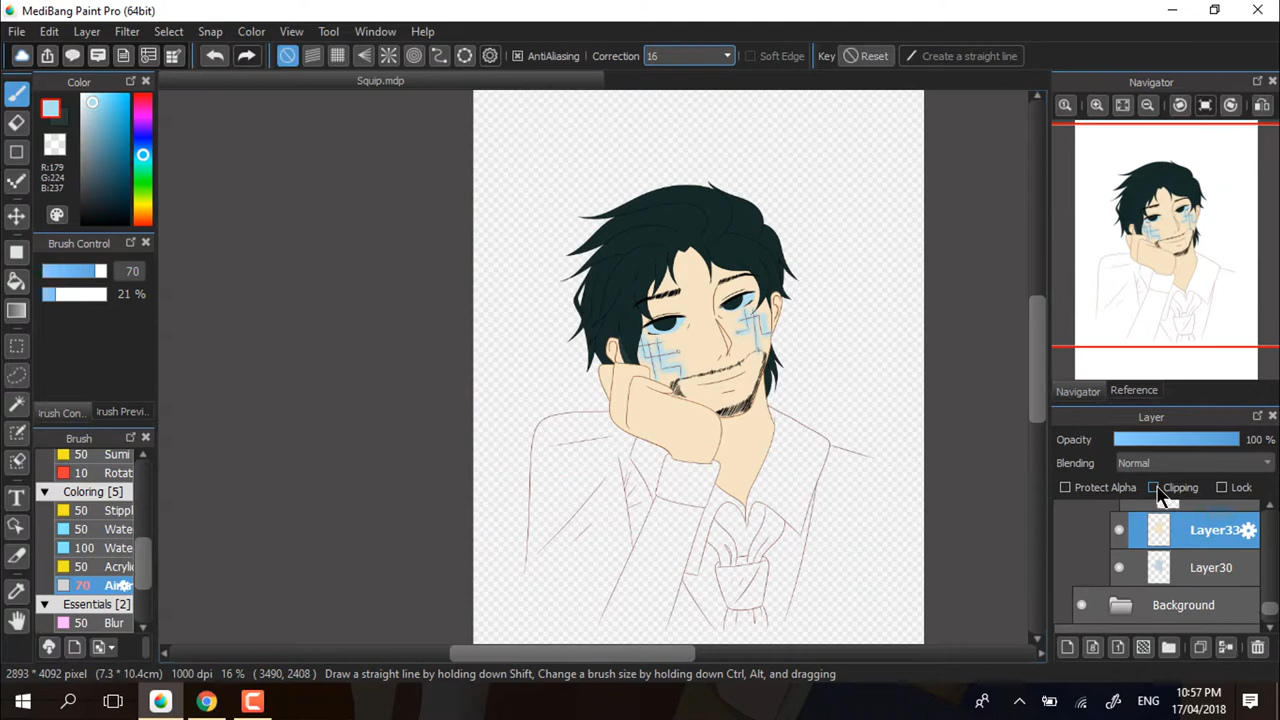 MediBang Paint Pro (64bit)
File Edit Layer Filter Select Snap Color View Tool Window Help
AntiAliasing Correction 16 Soft Edge Key Reset Create a straight line
Color
Squip.mdp
Navigator
R:179
G:224
B:237
Brush Control
70
21 %
Brush Con.. Brush Previ..
Navigator Reference
Brush
Layer
50 Sumi
10 Rotat
Coloring [5]
50 Stippl
50 Wate
100 Wate
50 Acrylic
70 Air
Essentials [2]
50 Blur
Opacity 100 %
Blending Normal
Protect Alpha Clipping Lock
Layer33
Layer30
Background
2893 * 4092 pixel (7.3 * 10.4cm) 1000 dpi 16 % ( 3490, 2408) Draw a straight line by holding down Shift, Change a brush size by holding down Ctrl, Alt, and dragging
ENG
10:57 PM
17/04/2018